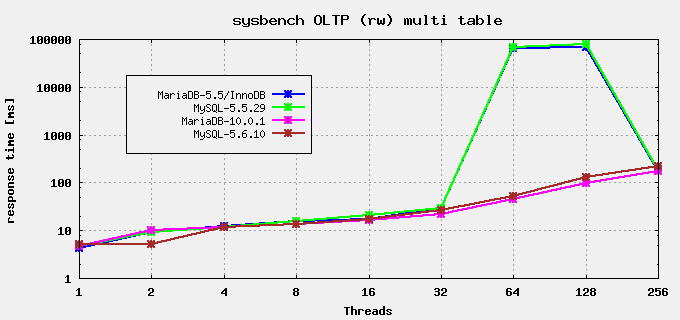 sysbench OLTP (rw) multi table
100000
10000
1000
100
10
1
response time [ms]
MariaDB-5.5/InnoDB
MySQL-5.5.29
MariaDB-10.0.1
MySQL-5.6.10
1 2 4 8 16 32 64 128 256
Threads